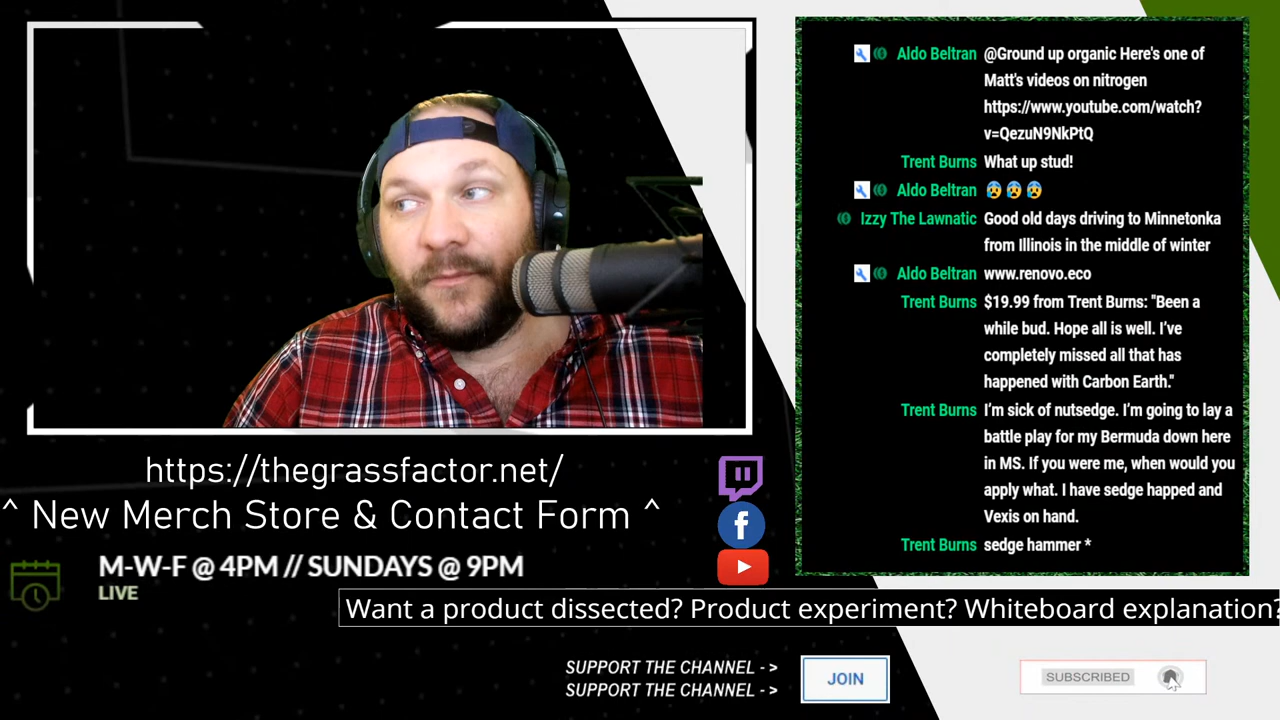 Aldo Beltran @Ground up organic Here's one of
Matt's videos on nitrogen
https://www.youtube.com/watch?
v=QezuN9NkPtQ
Trent Burns What up stud!
Aldo Beltran 😰😰😰
Izzy The Lawnatic Good old days driving to Minnetonka
from Illinois in the middle of winter
Aldo Beltran www.renovo.eco
Trent Burns $19.99 from Trent Burns: "Been a
while bud. Hope all is well. I've
completely missed all that has
happened with Carbon Earth."
Trent Burns I'm sick of nutsedge. I'm going to lay a
battle play for my Bermuda down here
in MS. If you were me, when would you
apply what. I have sedge happed and
Vexis on hand.
Trent Burns sedge hammer *
https://thegrassfactor.net/
^ New Merch Store & Contact Form ^
M-W-F @ 4PM // SUNDAYS @ 9PM
LIVE
Want a product dissected? Product experiment? Whiteboard explanation?
SUPPORT THE CHANNEL - >
SUPPORT THE CHANNEL - >
JOIN
SUBSCRIBED